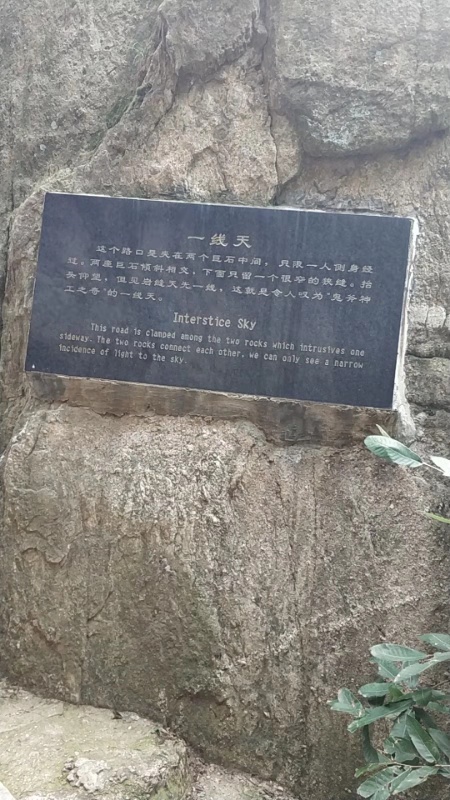 一线天
这个路口是夹在两个巨石中间，只限一人侧身经
过。两座巨石倾斜相交，下面只留一个很窄的狭缝。抬
头仰望，但见岩缝天光一线，这就是令人叹为“鬼斧神
工之奇”的一线天。
Interstice Sky
This road is clamped among the two rocks which intrusives one
sideway. The two rocks connect each other, we can only see a narrow
incidence of light to the sky.